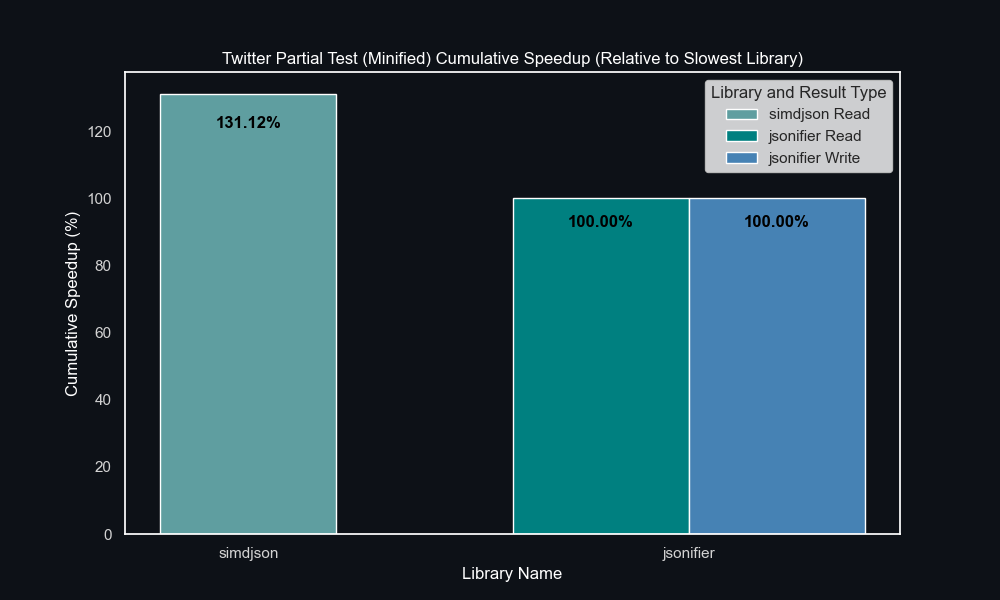 Twitter Partial Test (Minified) Cumulative Speedup (Relative to Slowest Library)
Library and Result Type
simdjson Read
jsonifier Read
jsonifier Write
131.12%
100.00%
100.00%
Cumulative Speedup (%)
120
100
80
60
40
20
0
simdjson
jsonifier
Library Name